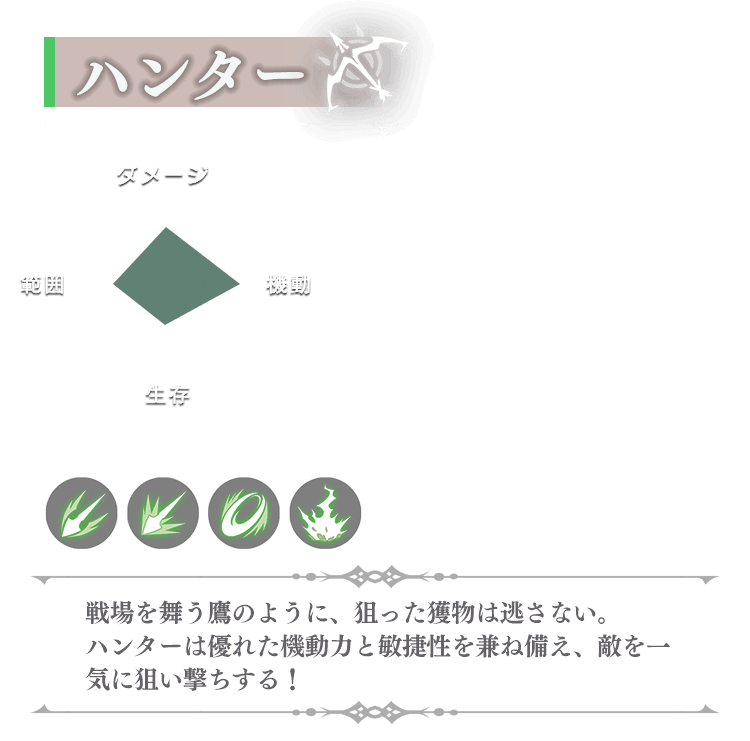 ハンター
ダメージ
範囲
機動
生存
戦場を舞う鷹のように、狙った獲物は逃さない。
ハンターは優れた機動力と敏捷性を兼ね備え、敵を一
気に狙い撃ちする！